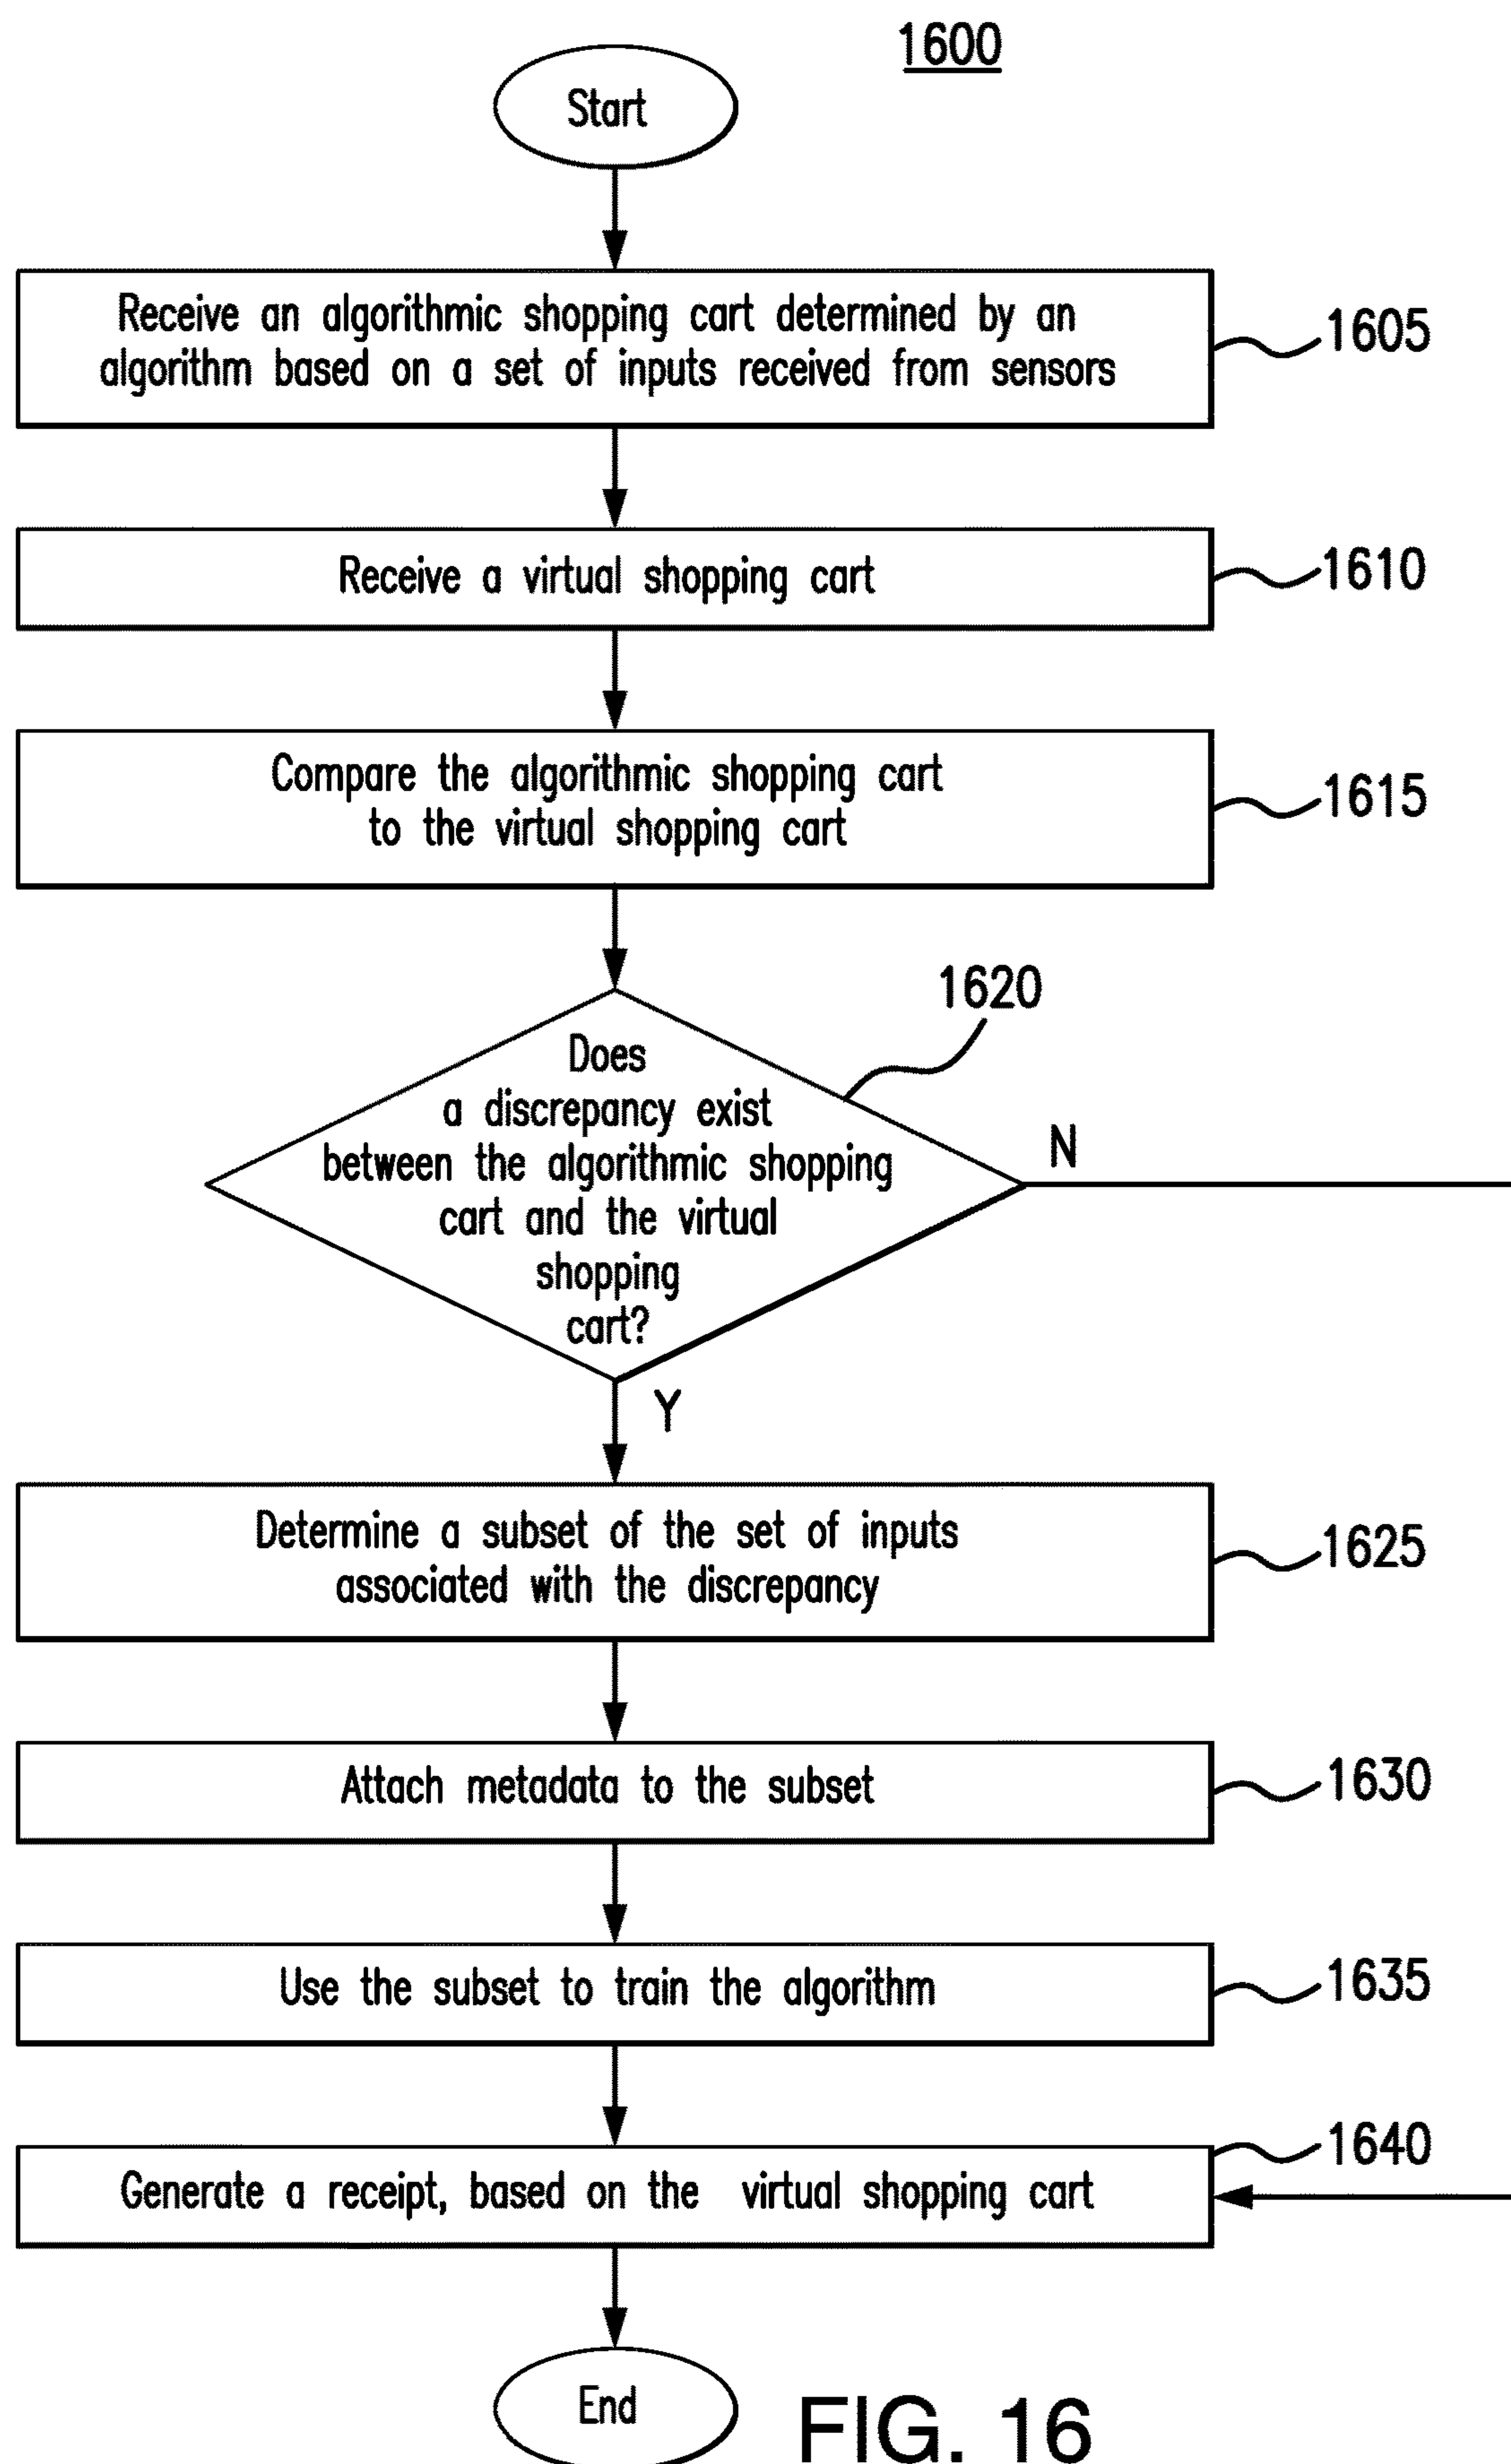 1600
Start
Receive an algorithmic shopping cart determined by an
algorithm based on a set of inputs received from sensors
1605
Receive a virtual shopping cart
1610
Compare the algorithmic shopping cart
to the virtual shopping cart
1615
1620
Does
a discrepancy exist
between the algorithmic shopping
cart and the virtual
shopping
cart?
N
Y
Determine a subset of the set of inputs
associated with the discrepancy
1625
Attach metadata to the subset
1630
Use the subset to train the algorithm
1635
Generate a receipt, based on the virtual shopping cart
1640
End
FIG. 16